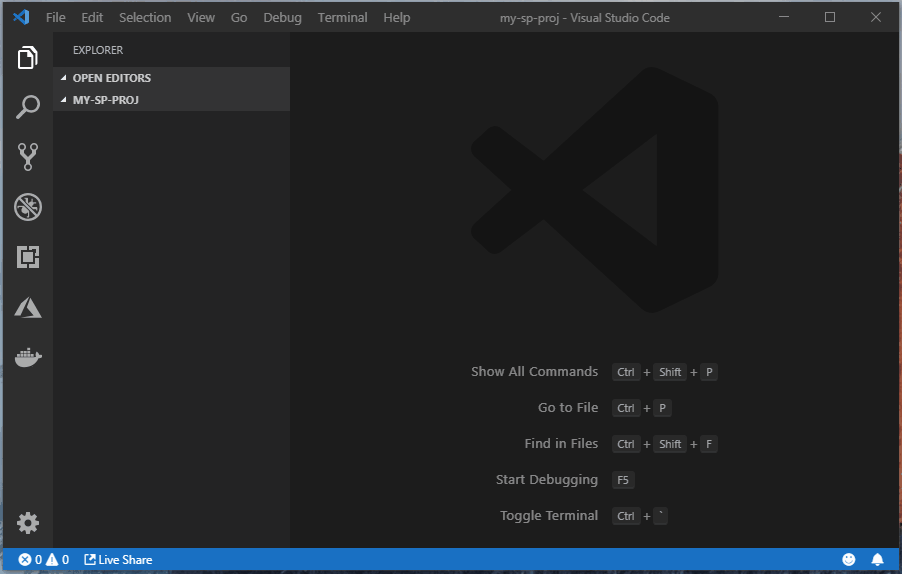 File Edit Selection View Go Debug Terminal Help my-sp-proj - Visual Studio Code
EXPLORER
OPEN EDITORS
MY-SP-PROJ
Show All Commands Ctrl + Shift + P
Go to File Ctrl + P
Find in Files Ctrl + Shift + F
Start Debugging F5
Toggle Terminal Ctrl + `
0 0 Live Share